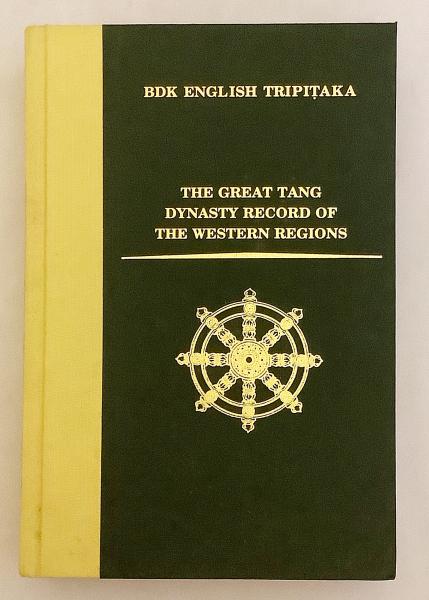 BDK ENGLISH TRIPIṬAKA
THE GREAT TANG
DYNASTY RECORD OF
THE WESTERN REGIONS